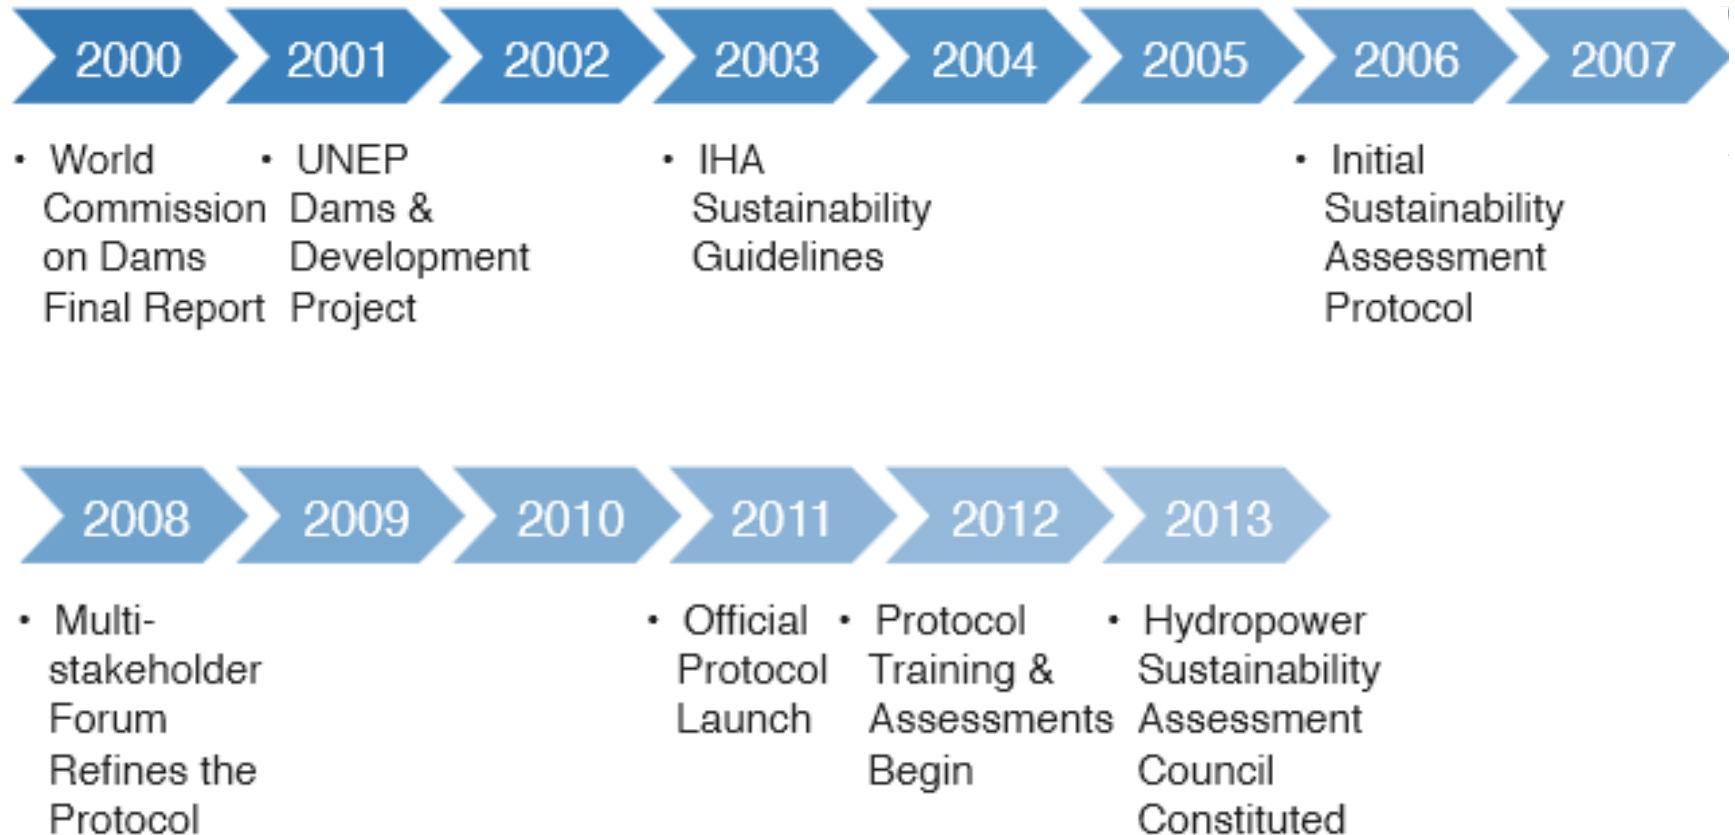 2000 2001 2002 2003 2004 2005 2006 2007
• World
Commission
on Dams
Final Report
• UNEP
Dams &
Development
Project
• IHA
Sustainability
Guidelines
• Initial
Sustainability
Assessment
Protocol
2008 2009 2010 2011 2012 2013
• Multi-
stakeholder
Forum
Refines the
Protocol
• Official
Protocol
Launch
• Protocol
Training &
Assessments
Begin
• Hydropower
Sustainability
Assessment
Council
Constituted